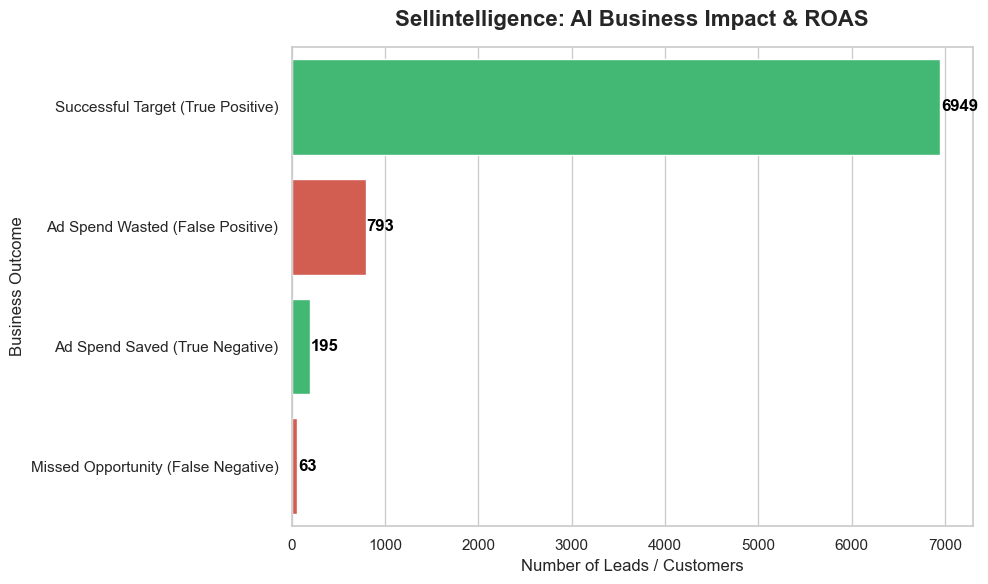 Sellintelligence: AI Business Impact & ROAS
Business Outcome
Successful Target (True Positive)
6949
Ad Spend Wasted (False Positive)
793
Ad Spend Saved (True Negative)
195
Missed Opportunity (False Negative)
63
0 1000 2000 3000 4000 5000 6000 7000
Number of Leads / Customers